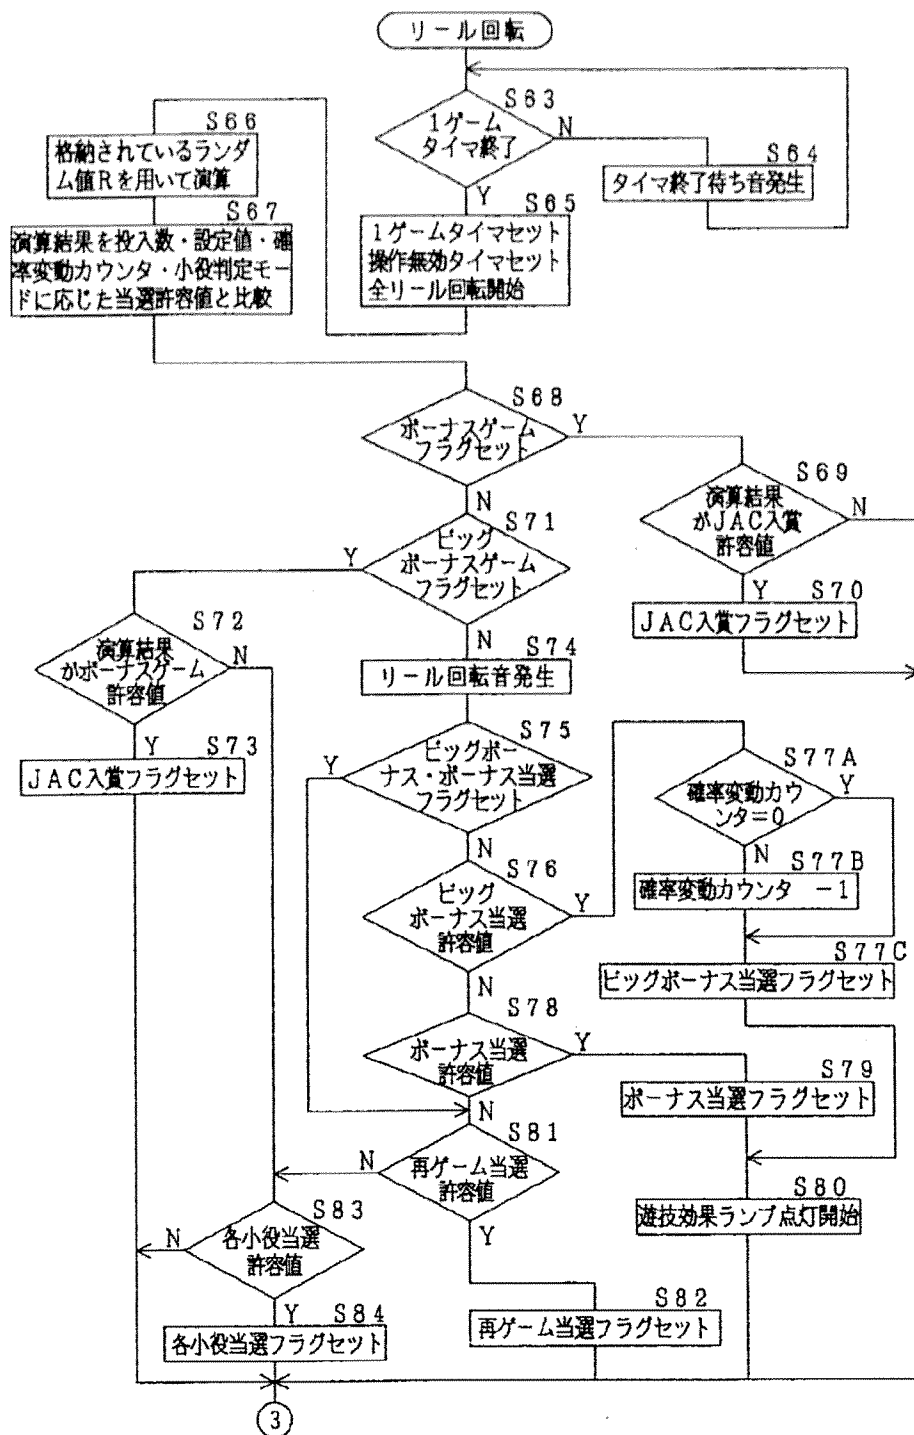 リール回転
S63
1ゲーム
タイマ終了
N
Y
S64
タイマ終了待ち音発生
S65
1ゲームタイマセット
操作無効タイマセット
全リール回転開始
S66
格納されているランダ
ム値Rを用いて演算
S67
演算結果を投入数・設定値・確
率変動カウンタ・小役判定モー
ドに応じた当選許容値と比較
S68
ボーナスゲーム
フラグセット
Y
N
S69
演算結果
がJAC入賞
許容値
N
Y
S70
JAC入賞フラグセット
S71
ビッグ
ボーナスゲーム
フラグセット
Y
N
S72
演算結果
がボーナスゲーム
許容値
N
Y
S73
JAC入賞フラグセット
S74
リール回転音発生
S75
ビッグボー
ナス・ボーナス当選
フラグセット
Y
N
S76
ビッグ
ボーナス当選
許容値
Y
N
S77A
確率変動カウ
ンタ=0
Y
N
S77B
確率変動カウンタ -1
S77C
ビッグボーナス当選フラグセット
S78
ボーナス当選
許容値
Y
N
S79
ボーナス当選フラグセット
S80
遊技効果ランプ点灯開始
S81
再ゲーム当選
許容値
N
Y
S82
再ゲーム当選フラグセット
S83
各小役当選
許容値
N
Y
S84
各小役当選フラグセット
3